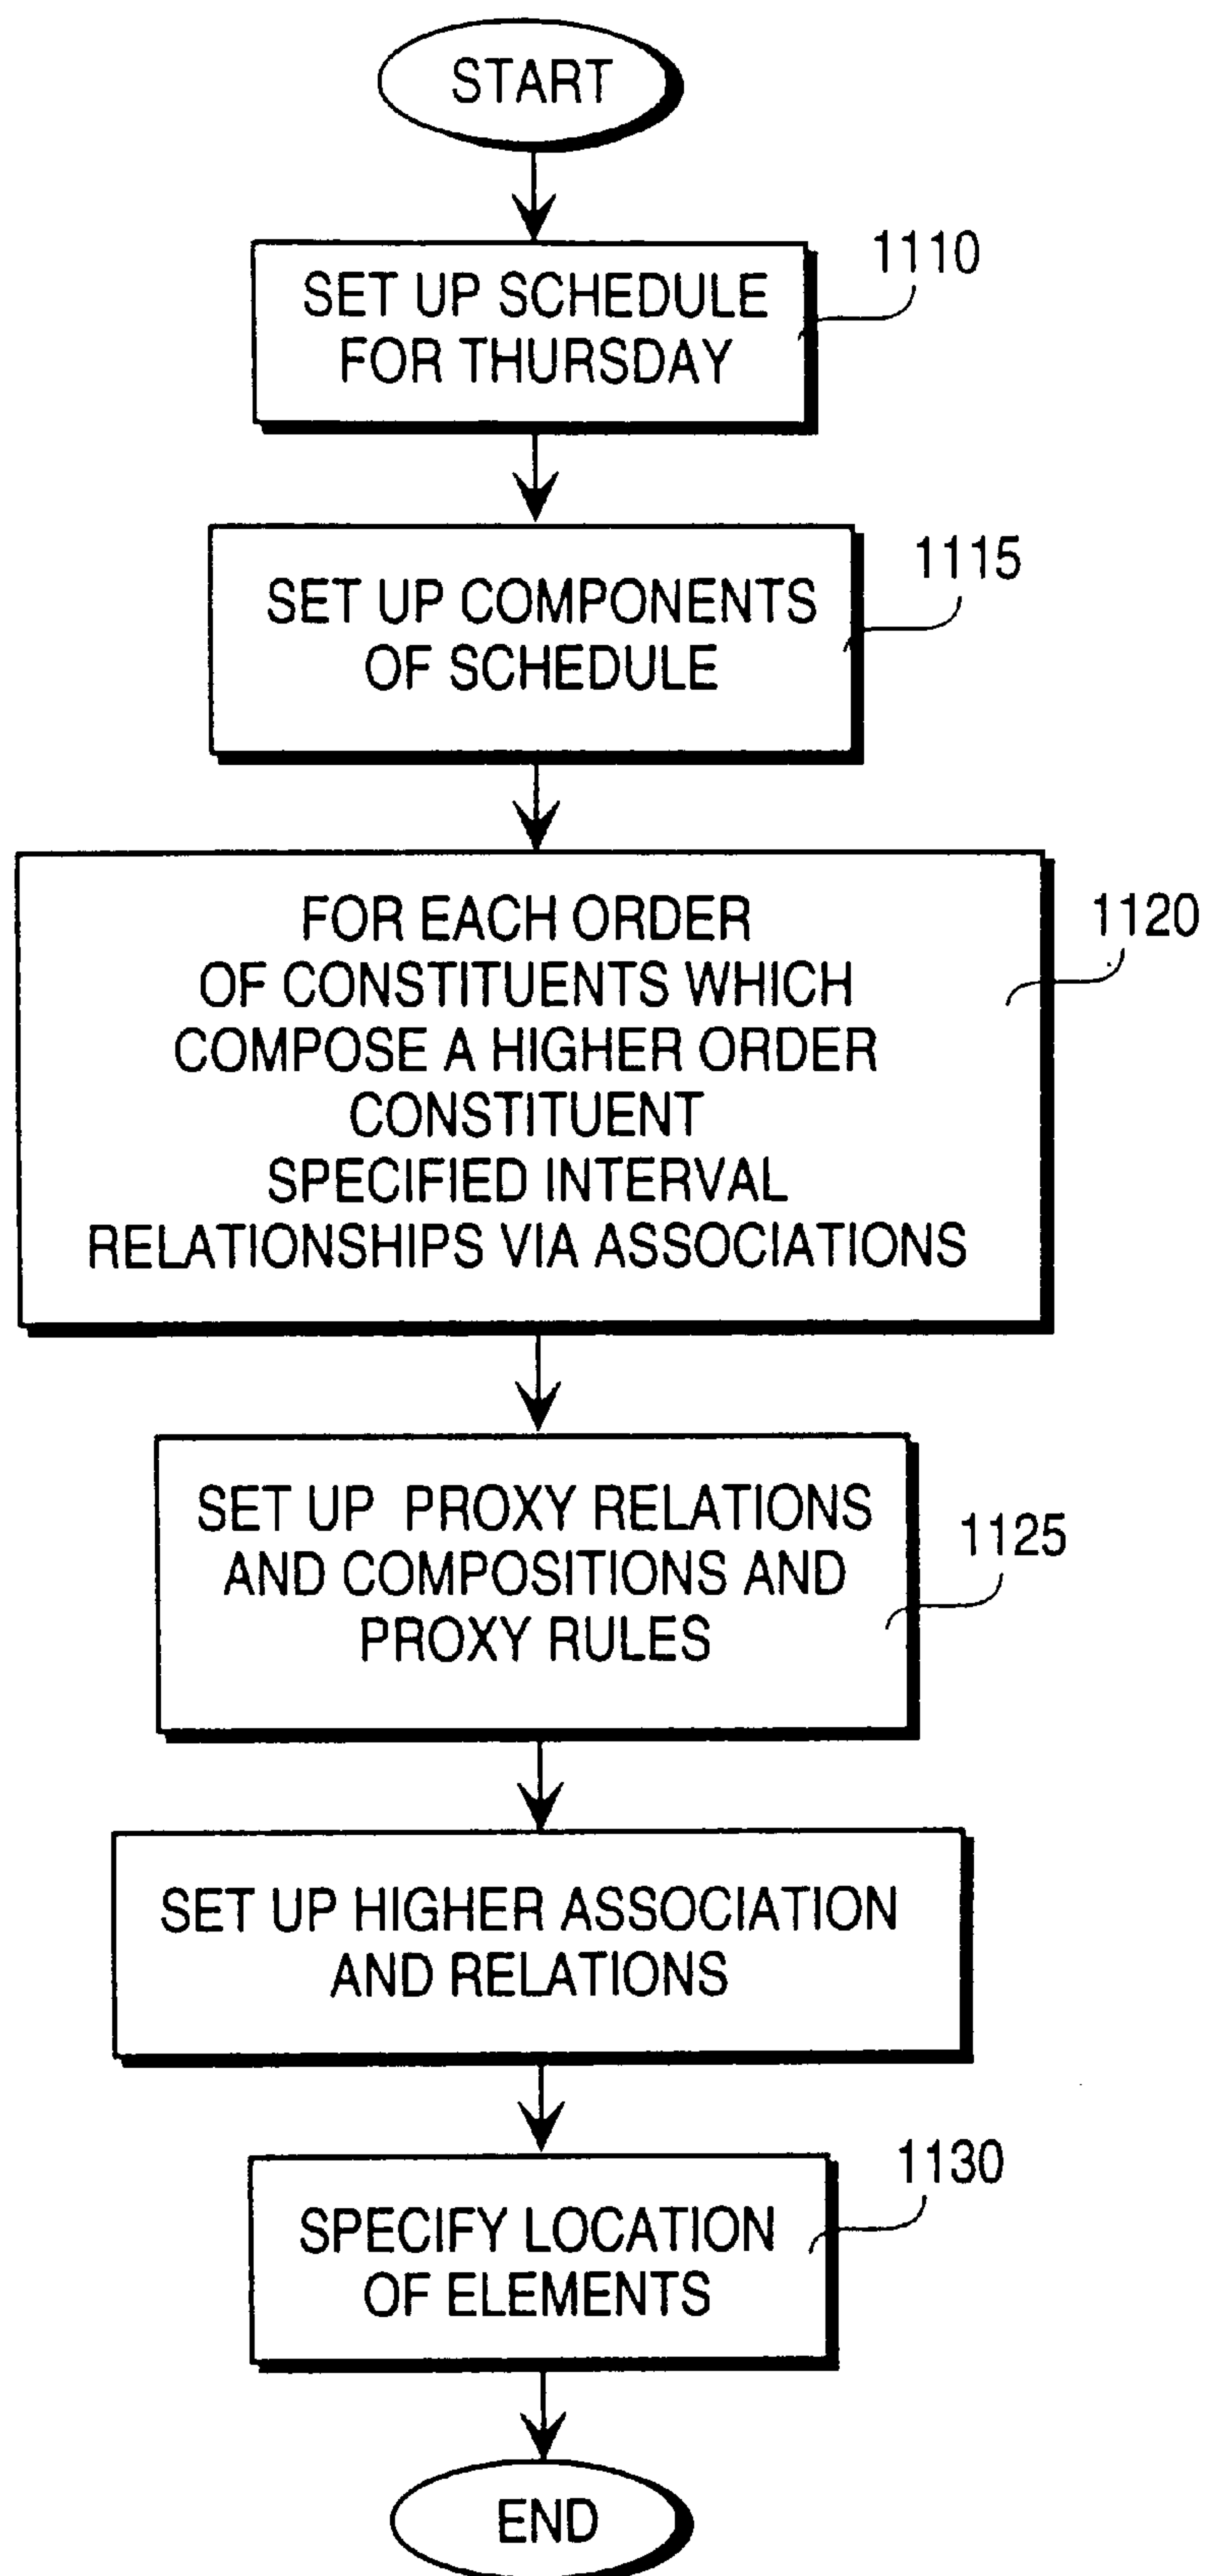 START
1110
SET UP SCHEDULE
FOR THURSDAY
1115
SET UP COMPONENTS
OF SCHEDULE
1120
FOR EACH ORDER
OF CONSTITUENTS WHICH
COMPOSE A HIGHER ORDER
CONSTITUENT
SPECIFIED INTERVAL
RELATIONSHIPS VIA ASSOCIATIONS
1125
SET UP PROXY RELATIONS
AND COMPOSITIONS AND
PROXY RULES
SET UP HIGHER ASSOCIATION
AND RELATIONS
1130
SPECIFY LOCATION
OF ELEMENTS
END